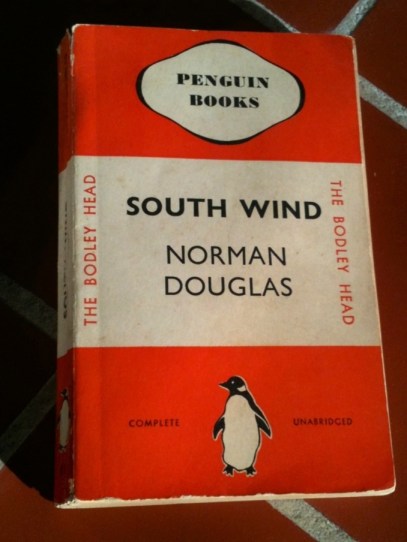 PENGUIN
BOOKS
THE BODLEY HEAD
SOUTH WIND
NORMAN
DOUGLAS
THE BODLEY HEAD
COMPLETE
UNABRIDGED